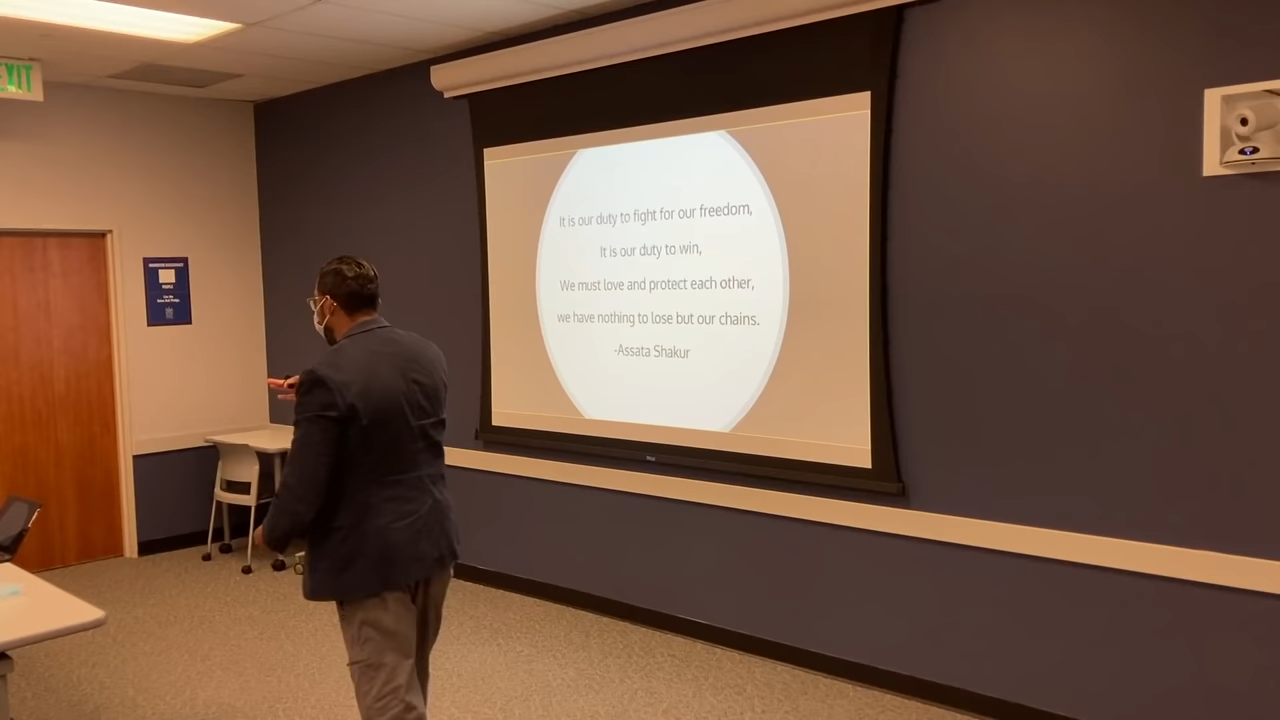 EXIT
It is our duty to fight for our freedom,
It is our duty to win,
We must love and protect each other,
we have nothing to lose but our chains.
-Assata Shakur
PEOPLE